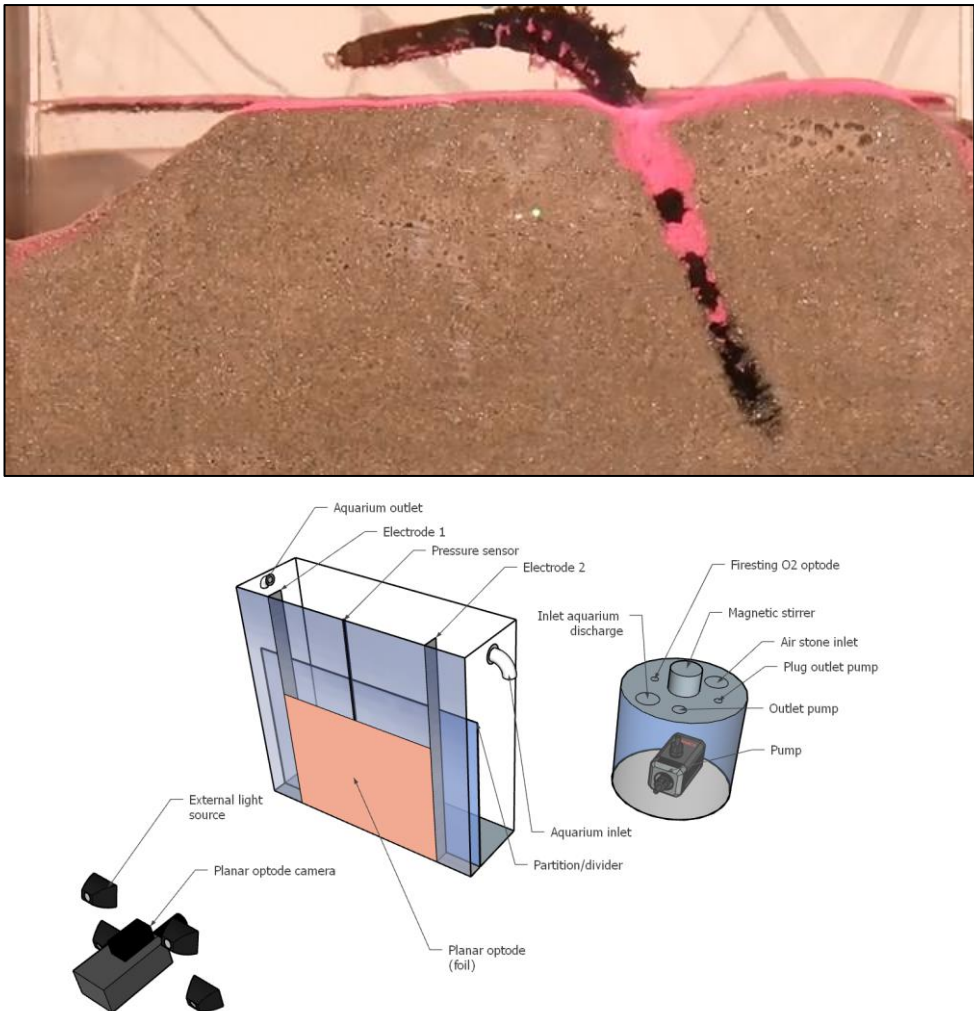 Aquarium outlet
Electrode 1
Pressure sensor
Electrode 2
Firesting O2 optode
Magnetic stirrer
Inlet aquarium
discharge
Air stone inlet
Plug outlet pump
Outlet pump
Pump
External light
source
Aquarium inlet
Partition/divider
Planar optode camera
Planar optode
(foil)